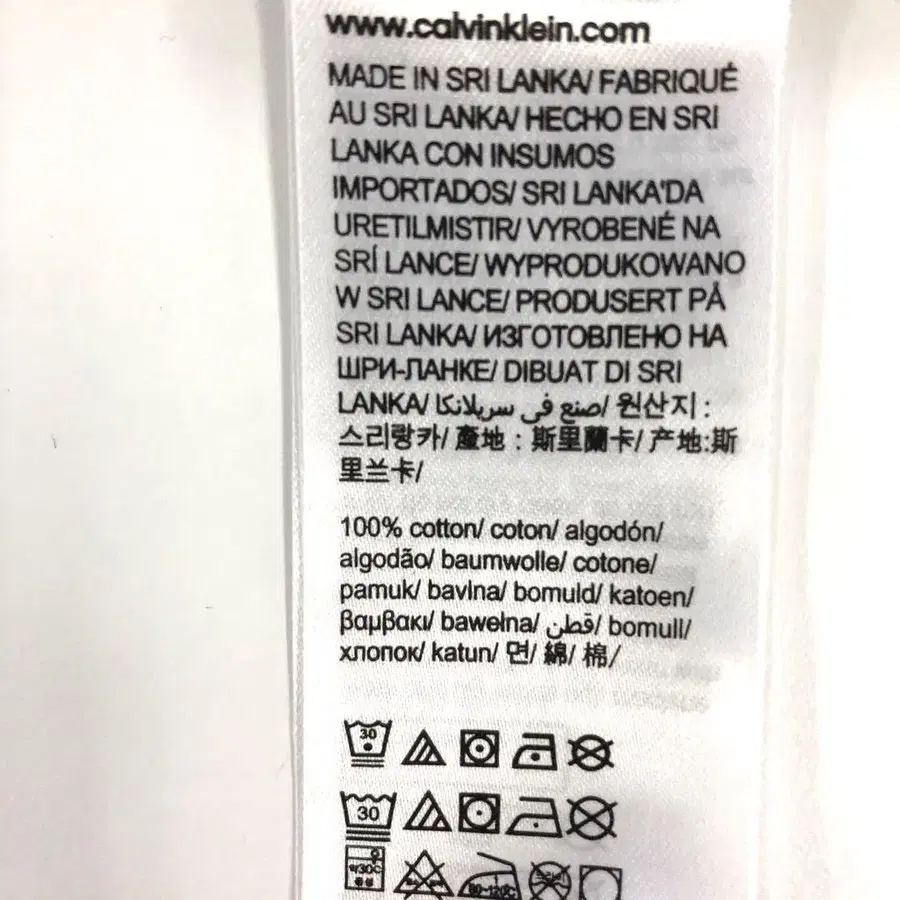 www.calvinklein.com
MADE IN SRI LANKA/ FABRIQUÉ
AU SRI LANKA/ HECHO EN SRI
LANKA CON INSUMOS
IMPORTADOS/ SRI LANKA'DA
URETILMISTIR/ VYROBENÉ NA
SRÍ LANCE/ WYPRODUKOWANO
W SRI LANCE/ PRODUSERT PÅ
SRI LANKA/ ИЗГОТОВЛЕНО НА
ШРИ-ЛАНКЕ/ DIBUAT DI SRI
LANKA/ صنع في سريلانكا/ 원산지 :
스리랑카/ 產地 : 斯里蘭卡/ 产地:斯
里兰卡/
100% cotton/ coton/ algodón/
algodão/ baumwolle/ cotone/
pamuk/ bavlna/ bomuld/ katoen/
βαμβακι/ bawełna/ قطن/ bomull/
хлопок/ katun/ 면/ 綿/ 棉/
30
30
80~120℃